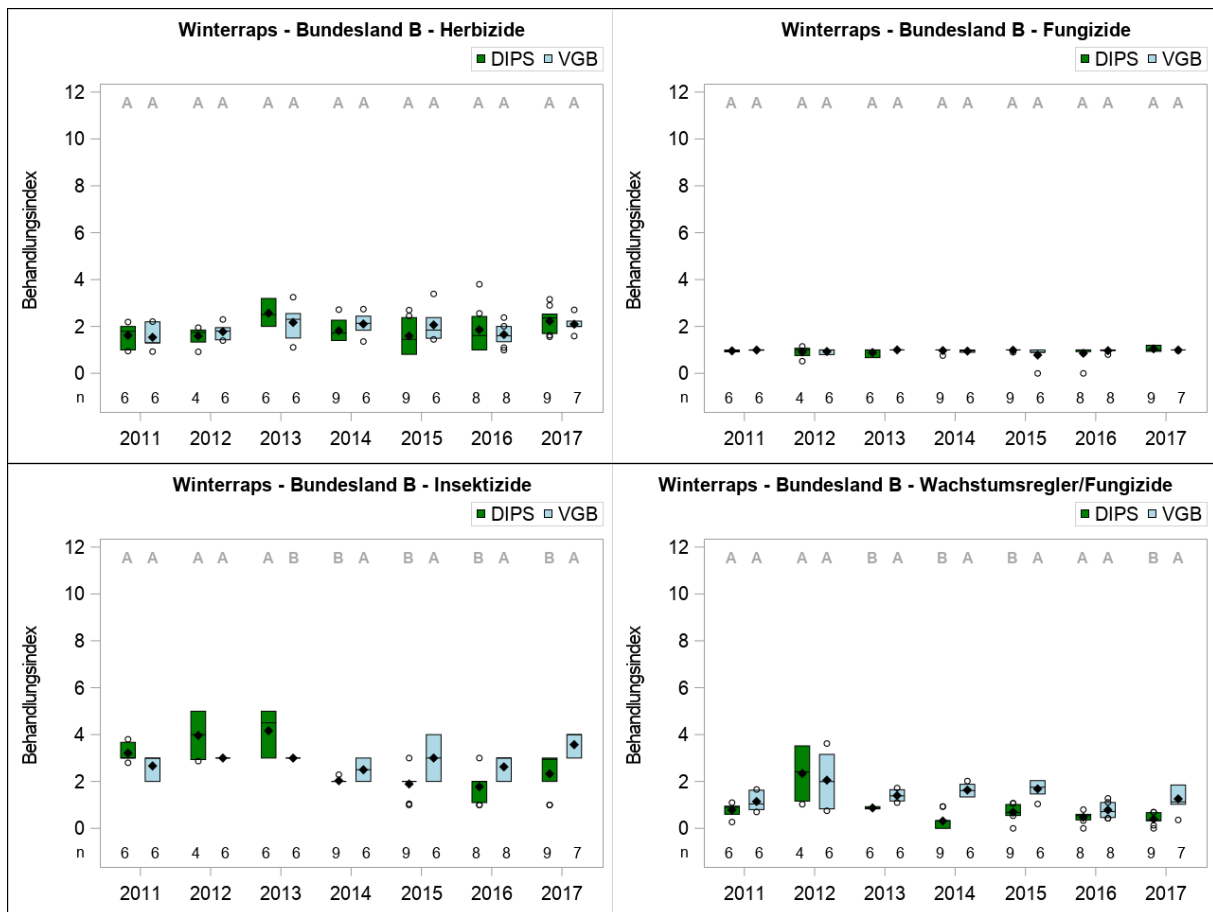 Winterraps - Bundesland B - Herbizide
DIPS VGB
Behandlungsindex
12
10
8
6
4
2
0
A A A A A A A A A A A A A A
n 6 6 4 6 6 6 9 6 9 6 8 8 9 7
2011 2012 2013 2014 2015 2016 2017
Winterraps - Bundesland B - Fungizide
DIPS VGB
Behandlungsindex
12
10
8
6
4
2
0
A A A A A A A A A A A A A A
n 6 6 4 6 6 6 9 6 9 6 8 8 9 7
2011 2012 2013 2014 2015 2016 2017
Winterraps - Bundesland B - Insektizide
DIPS VGB
Behandlungsindex
12
10
8
6
4
2
0
A A A A A B B A B A B A B A
n 6 6 4 6 6 6 9 6 9 6 8 8 9 7
2011 2012 2013 2014 2015 2016 2017
Winterraps - Bundesland B - Wachstumsregler/Fungizide
DIPS VGB
Behandlungsindex
12
10
8
6
4
2
0
A A A A B A B A B A A A B A
n 6 6 4 6 6 6 9 6 9 6 8 8 9 7
2011 2012 2013 2014 2015 2016 2017